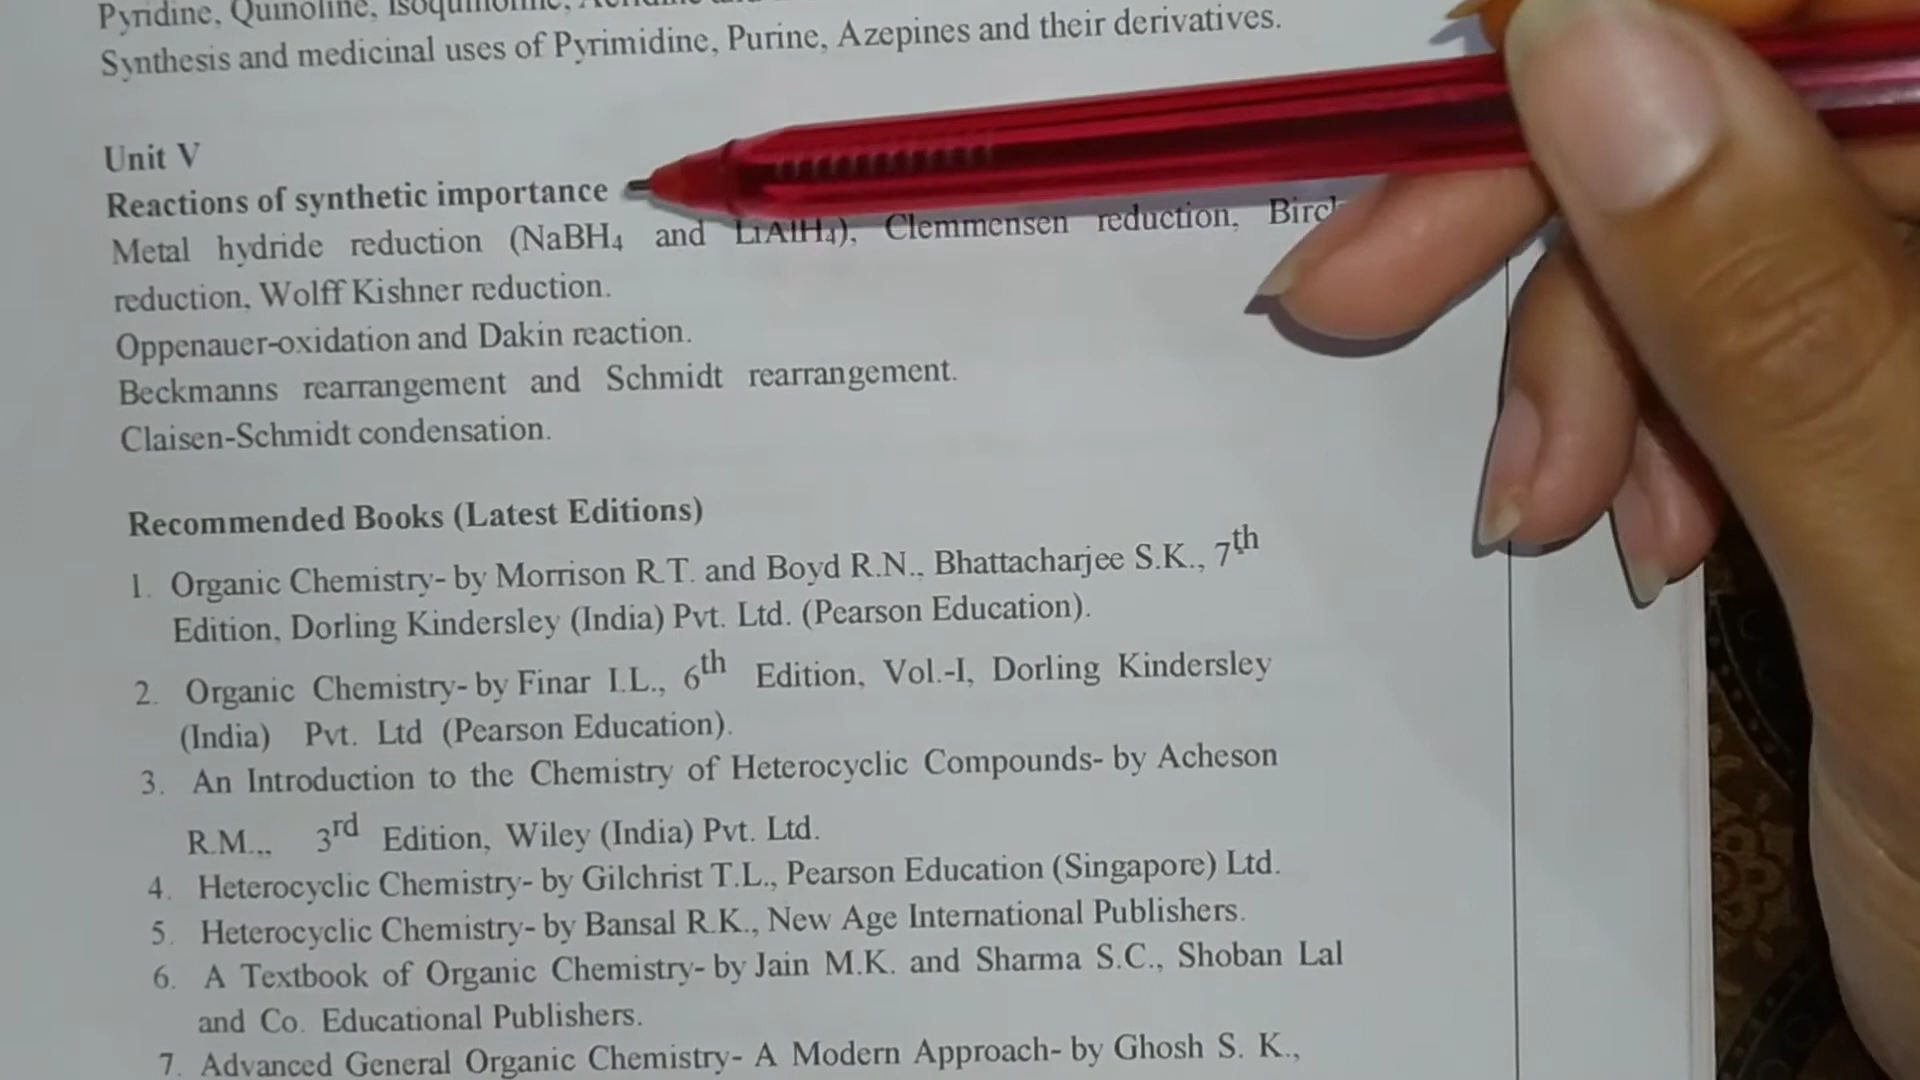 Pyridine, Quinoline, Isoquinoline, Acridine and
Synthesis and medicinal uses of Pyrimidine, Purine, Azepines and their derivatives.
Unit V
Reactions of synthetic importance
Metal hydride reduction (NaBH4 and LiAlH4), Clemmensen reduction, Birch
reduction, Wolff Kishner reduction.
Oppenauer-oxidation and Dakin reaction.
Beckmanns rearrangement and Schmidt rearrangement.
Claisen-Schmidt condensation.
Recommended Books (Latest Editions)
1. Organic Chemistry- by Morrison R.T. and Boyd R.N., Bhattacharjee S.K., 7th
Edition, Dorling Kindersley (India) Pvt. Ltd. (Pearson Education).
2. Organic Chemistry- by Finar I.L., 6th Edition, Vol.-I, Dorling Kindersley
(India) Pvt. Ltd (Pearson Education).
3. An Introduction to the Chemistry of Heterocyclic Compounds- by Acheson
R.M.,, 3rd Edition, Wiley (India) Pvt. Ltd.
4. Heterocyclic Chemistry- by Gilchrist T.L., Pearson Education (Singapore) Ltd.
5. Heterocyclic Chemistry- by Bansal R.K., New Age International Publishers.
6. A Textbook of Organic Chemistry- by Jain M.K. and Sharma S.C., Shoban Lal
and Co. Educational Publishers.
7. Advanced General Organic Chemistry- A Modern Approach- by Ghosh S. K.,